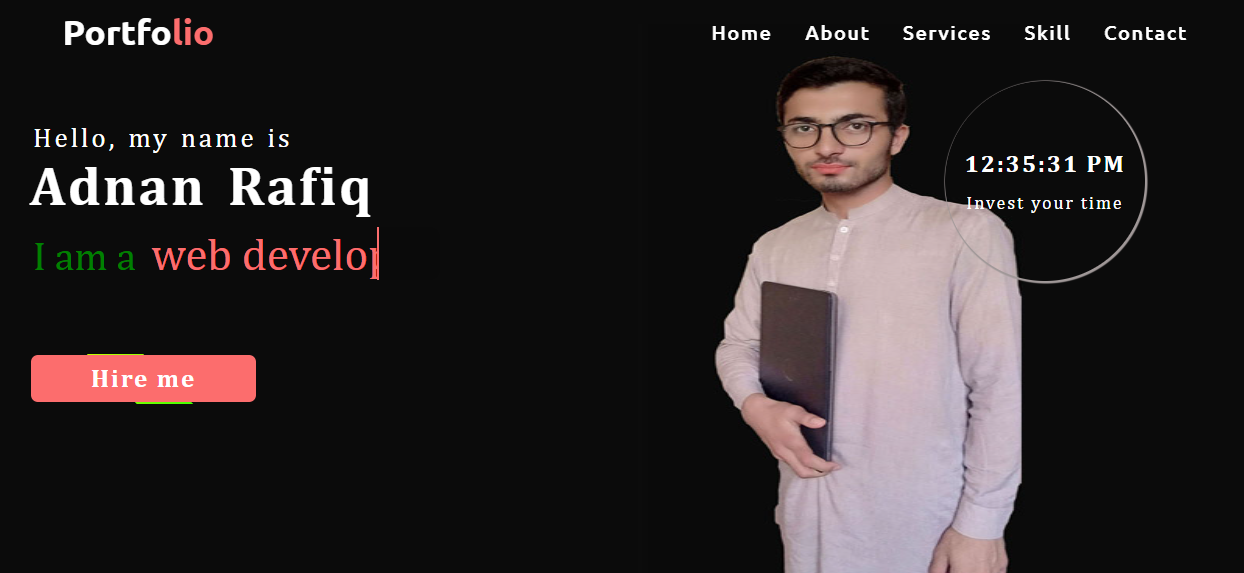 Portfolio
Home About Services Skill Contact
Hello, my name is
Adnan Rafiq
I am a web develop
12:35:31 PM
Invest your time
Hire me